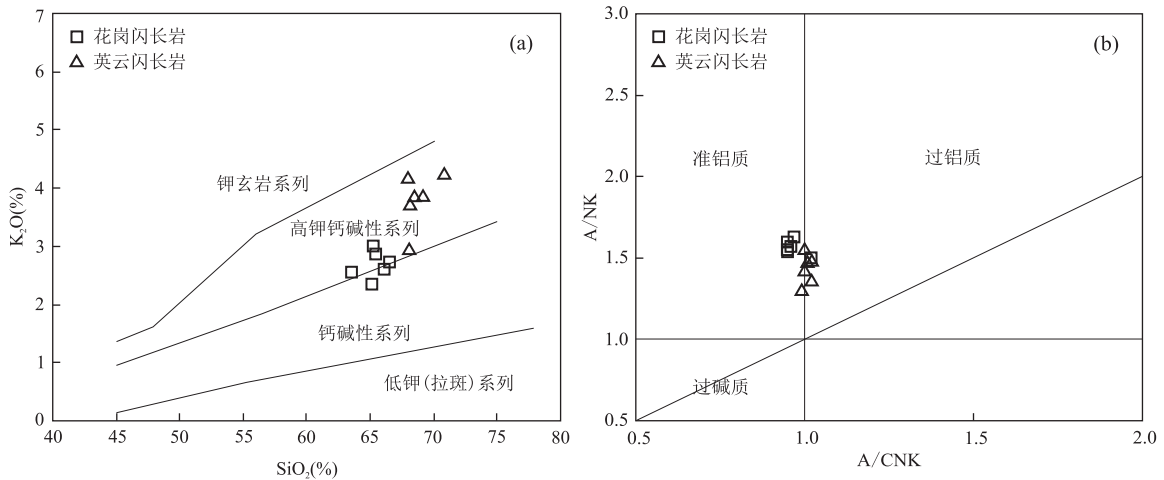 7
6
5
4
3
2
1
0
K₂O(%)
花岗闪长岩
英云闪长岩
(a)
钾玄岩系列
高钾钙碱性系列
钙碱性系列
低钾(拉斑)系列
40 45 50 55 60 65 70 75 80
SiO₂(%)
3.0
2.5
2.0
1.5
1.0
0.5
A/NK
花岗闪长岩
英云闪长岩
(b)
准铝质
过铝质
过碱质
0.5 1.0 1.5 2.0
A/CNK